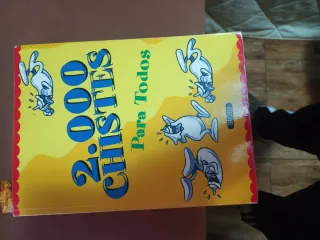 2.000
CHISTES
Para Todos